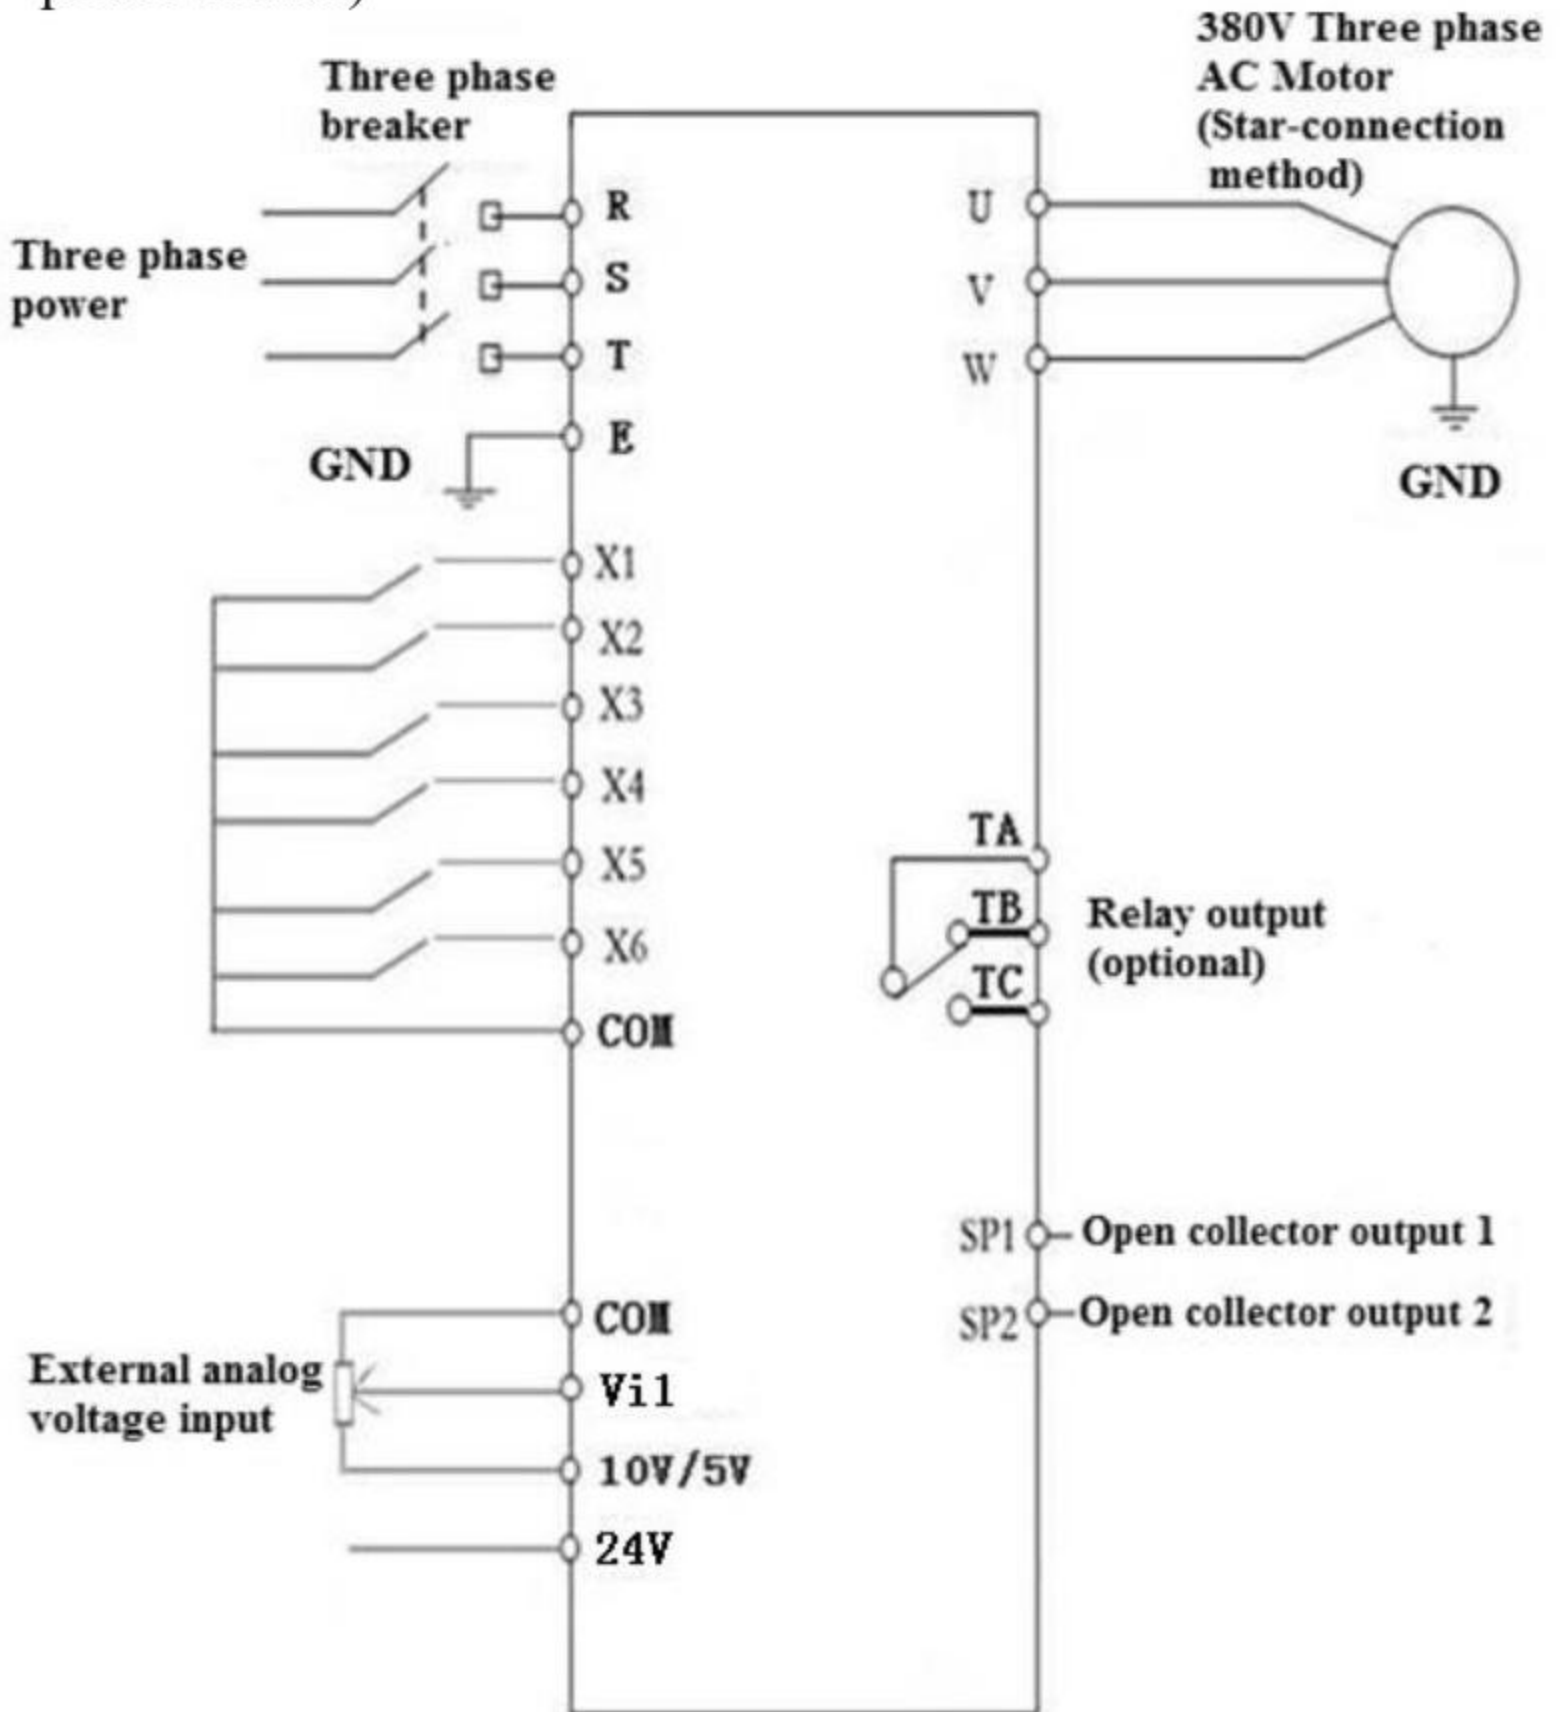 380V Three phase
AC Motor
(Star-connection
method)
Three phase
breaker
R
U
Three phase
power
S
V
T
W
E
GND
GND
X1
X2
X3
X4
X5
X6
COM
TA
TB
TC
Relay output
(optional)
SP1
Open collector output 1
SP2
Open collector output 2
COM
External analog
voltage input
Vi1
10V/5V
24V